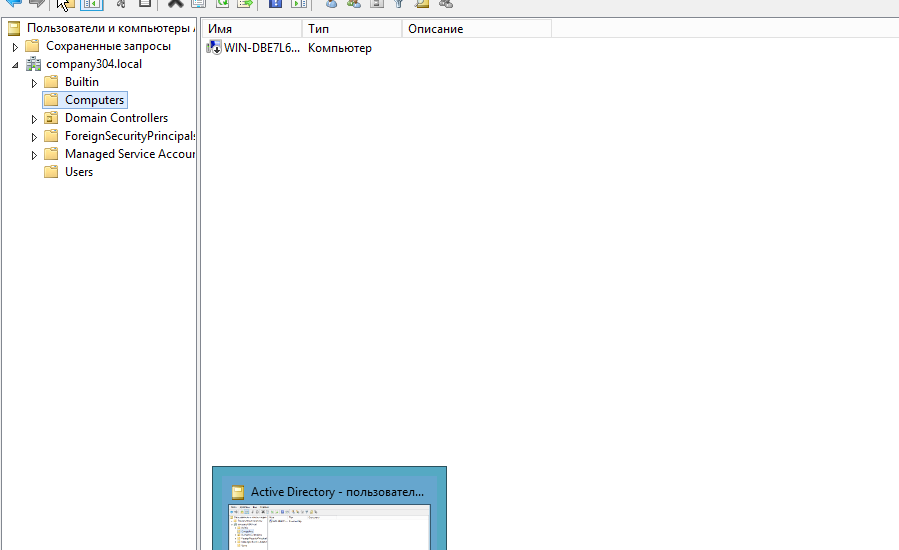 Пользователи и компьютеры
Сохраненные запросы
company304.local
Builtin
Computers
Domain Controllers
ForeignSecurityPrincipals
Managed Service Accour
Users
Имя Тип Описание
WIN-DBE7L6... Компьютер
Active Directory - пользовател...